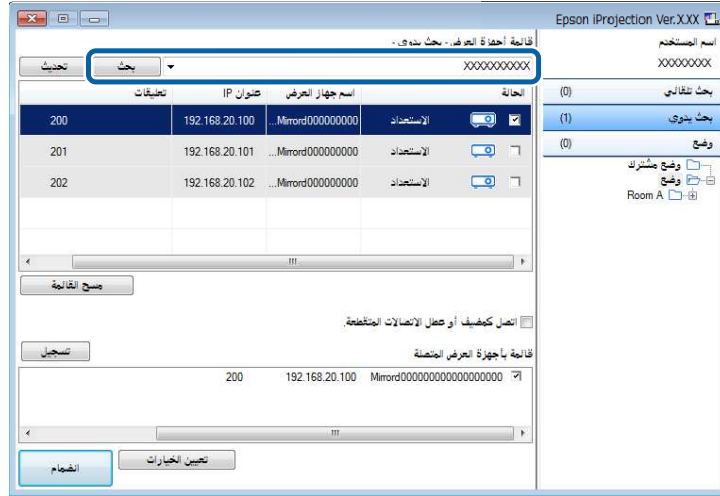 Epson iProjection Ver.X.XX
اسم المستخدم
XXXXXXXX
بحث تلقائي (0)
بحث يدوي (1)
وضع (0)
وضع مشترك
وضع
Room A
قائمة أجهزة العرض - بحث يدوي -
XXXXXXXXXX بحث تحديث
الحالة اسم جهاز العرض عنوان IP تعليقات
الاستعداد Mirrord000000000... 192.168.20.100 200
الاستعداد Mirrord000000000... 192.168.20.101 201
الاستعداد Mirrord000000000... 192.168.20.102 202
مسح القائمة
اتصل كمضيف أو عطل الاتصالات المتقطعة.
قائمة بأجهزة العرض المتصلة تسجيل
Mirrord000000000000000000 192.168.20.100 200
تعيين الخيارات
انضمام